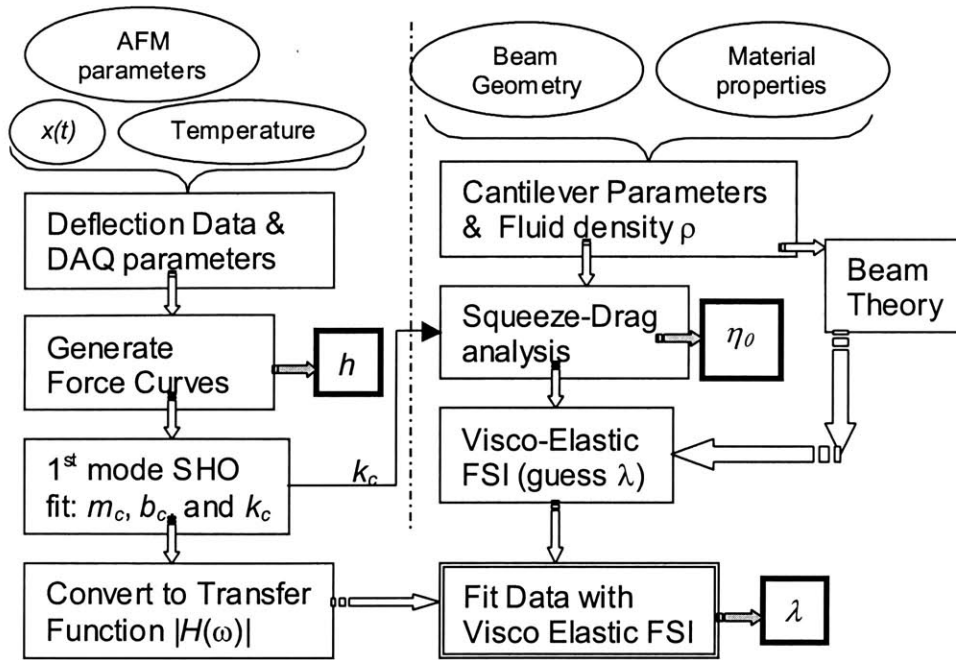 AFM
parameters
x(t)
Temperature
Deflection Data &
DAQ parameters
Generate
Force Curves
h
1st mode SHO
fit: mc, bc, and kc
kc
Convert to Transfer
Function |H(ω)|
Beam
Geometry
Material
properties
Cantilever Parameters
& Fluid density ρ
Beam
Theory
Squeeze-Drag
analysis
η0
Visco-Elastic
FSI (guess λ)
Fit Data with
Visco Elastic FSI
λ